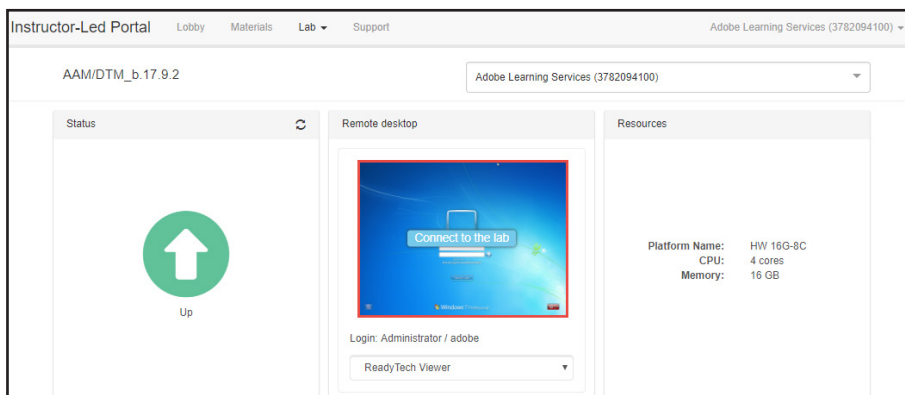 Instructor-Led Portal Lobby Materials Lab Support Adobe Learning Services (3782094100)
AAM/DTM_b.17.9.2 Adobe Learning Services (3782094100)
Status
Up
Remote desktop
Connect to the lab
Login: Administrator / adobe
ReadyTech Viewer
Resources
Platform Name: HW 16G-8C
CPU: 4 cores
Memory: 16 GB